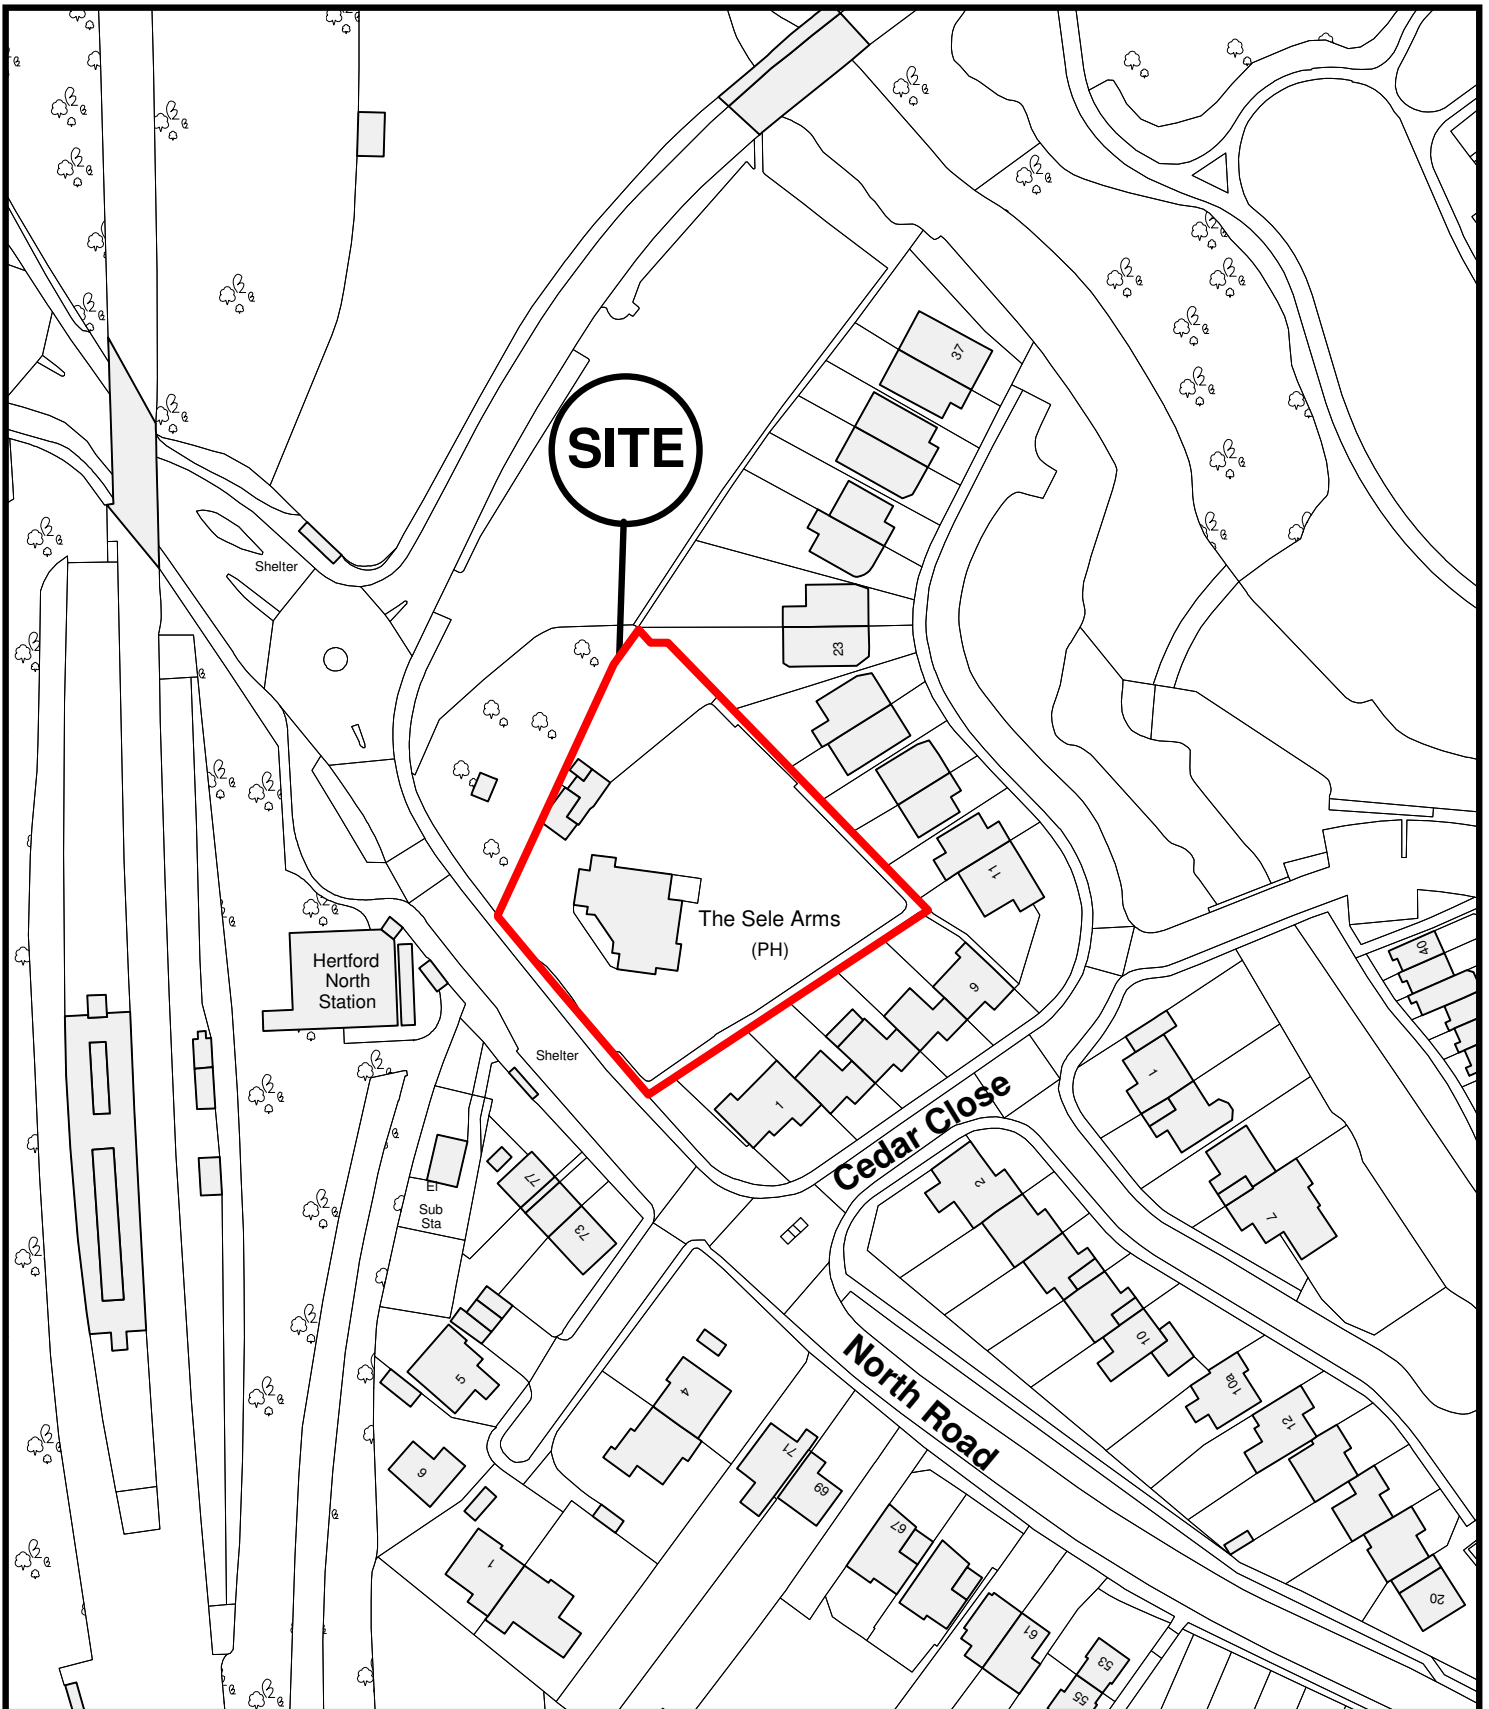 37
SITE
Shelter
23
11
The Sele Arms
(PH)
40
Hertford
North
Station
9
Shelter
1
1
Cedar Close
77
2
El
Sub
Sta
73
7
10
North Road
5
4
10a
12
71
6
69
67
1
20
61
53
55